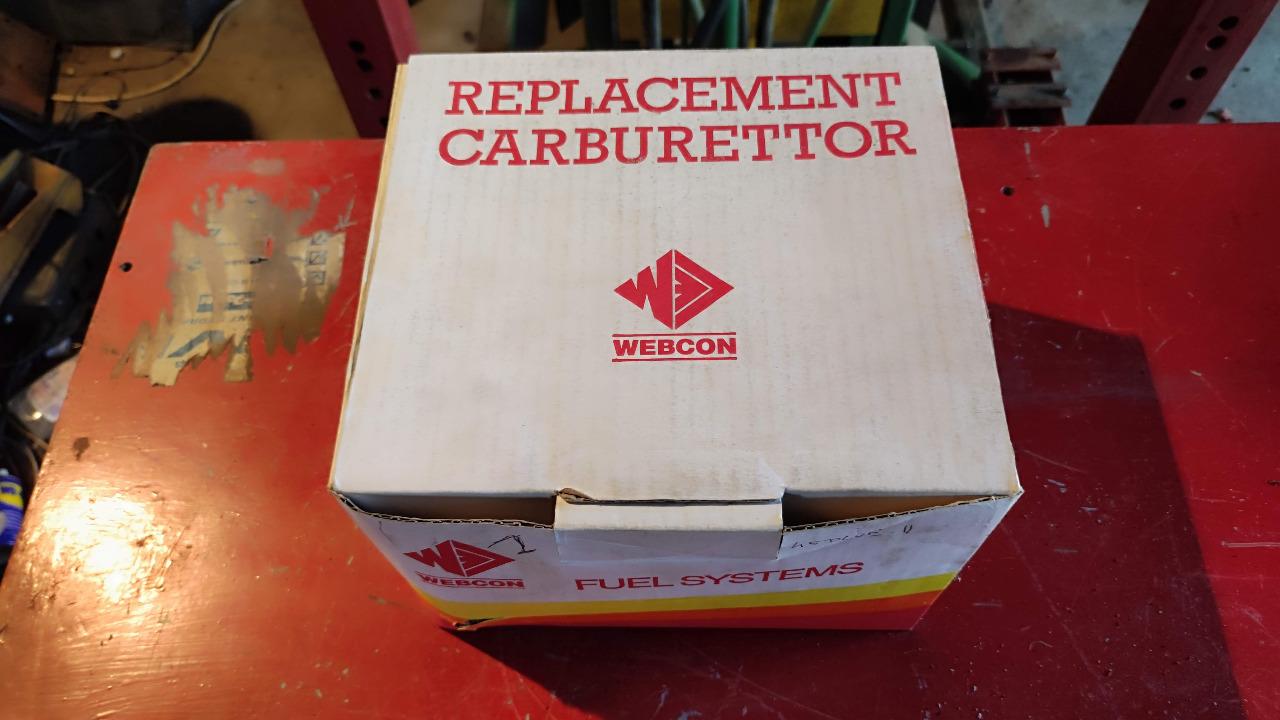 REPLACEMENT
CARBURETTOR
WEBCON
WEBCON
FUEL SYSTEMS